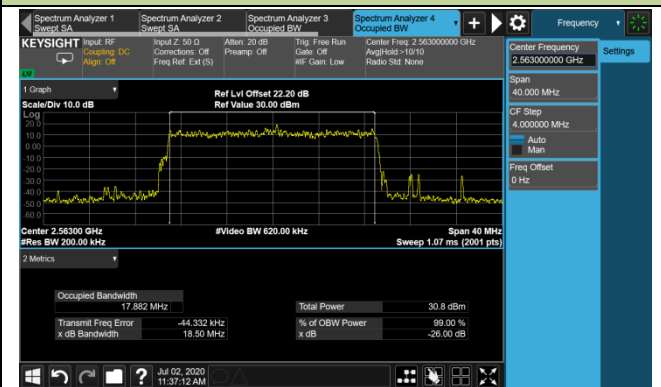 Spectrum Analyzer 1
Swept SA
Spectrum Analyzer 2
Swept SA
Spectrum Analyzer 3
Occupied BW
Spectrum Analyzer 4
Occupied BW
Frequency
KEYSIGHT
Input: RF
Coupling: DC
Align: Off
Input Z: 50 Ω
Corrections: Off
Freq Ref: Ext (S)
Atten: 20 dB
Preamp: Off
Trig: Free Run
Gate: Off
#IF Gain: Low
Center Freq: 2.563000000 GHz
Avg|Hold:>10/10
Radio Std: None
LXI
Center Frequency
2.563000000 GHz
Settings
Span
40.000 MHz
CF Step
4.000000 MHz
Auto
Man
Freq Offset
0 Hz
1 Graph
Scale/Div 10.0 dB
Ref Lvl Offset 22.20 dB
Ref Value 30.00 dBm
Log
20.0
10.0
0.00
-10.0
-20.0
-30.0
-40.0
-50.0
-60.0
Center 2.56300 GHz
#Res BW 200.00 kHz
#Video BW 620.00 kHz
Span 40 MHz
Sweep 1.07 ms (2001 pts)
2 Metrics
Occupied Bandwidth
17.882 MHz
Total Power 30.8 dBm
Transmit Freq Error -44.332 kHz
% of OBW Power 99.00 %
x dB Bandwidth 18.50 MHz
x dB -26.00 dB
?
Jul 02, 2020
11:37:12 AM